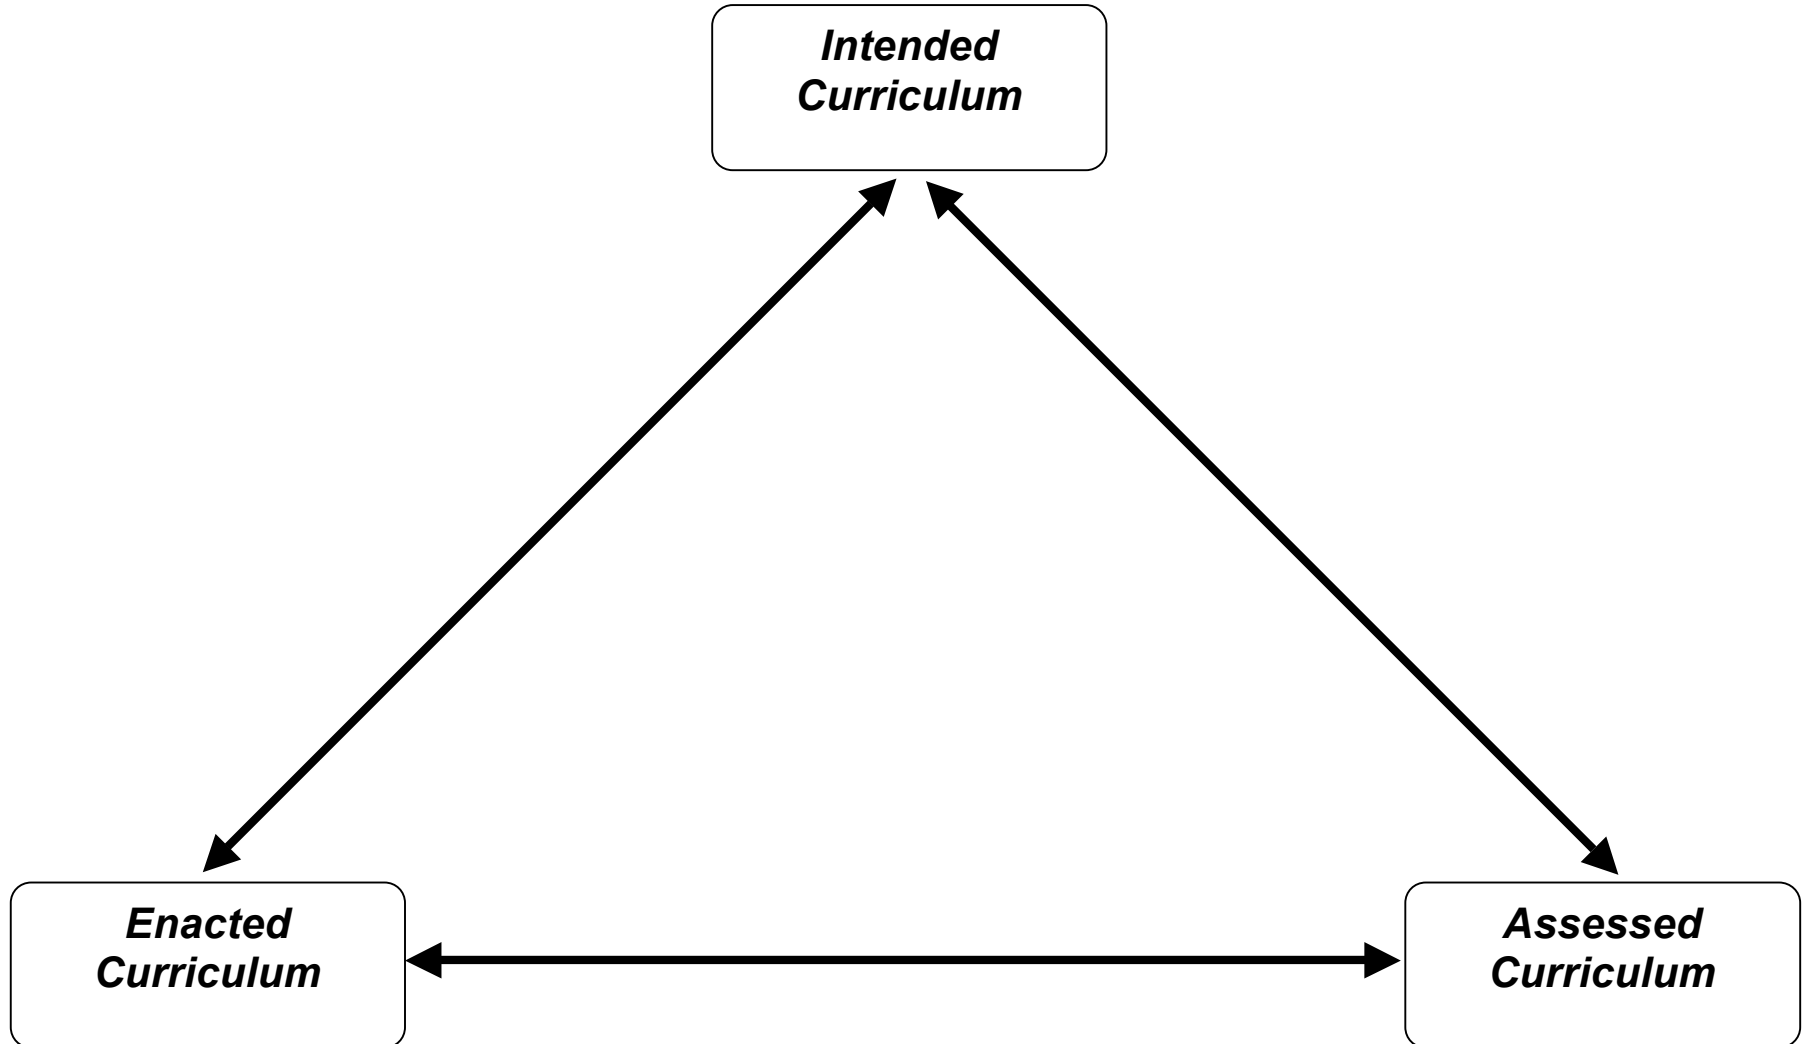 Intended
Curriculum
Enacted
Curriculum
Assessed
Curriculum